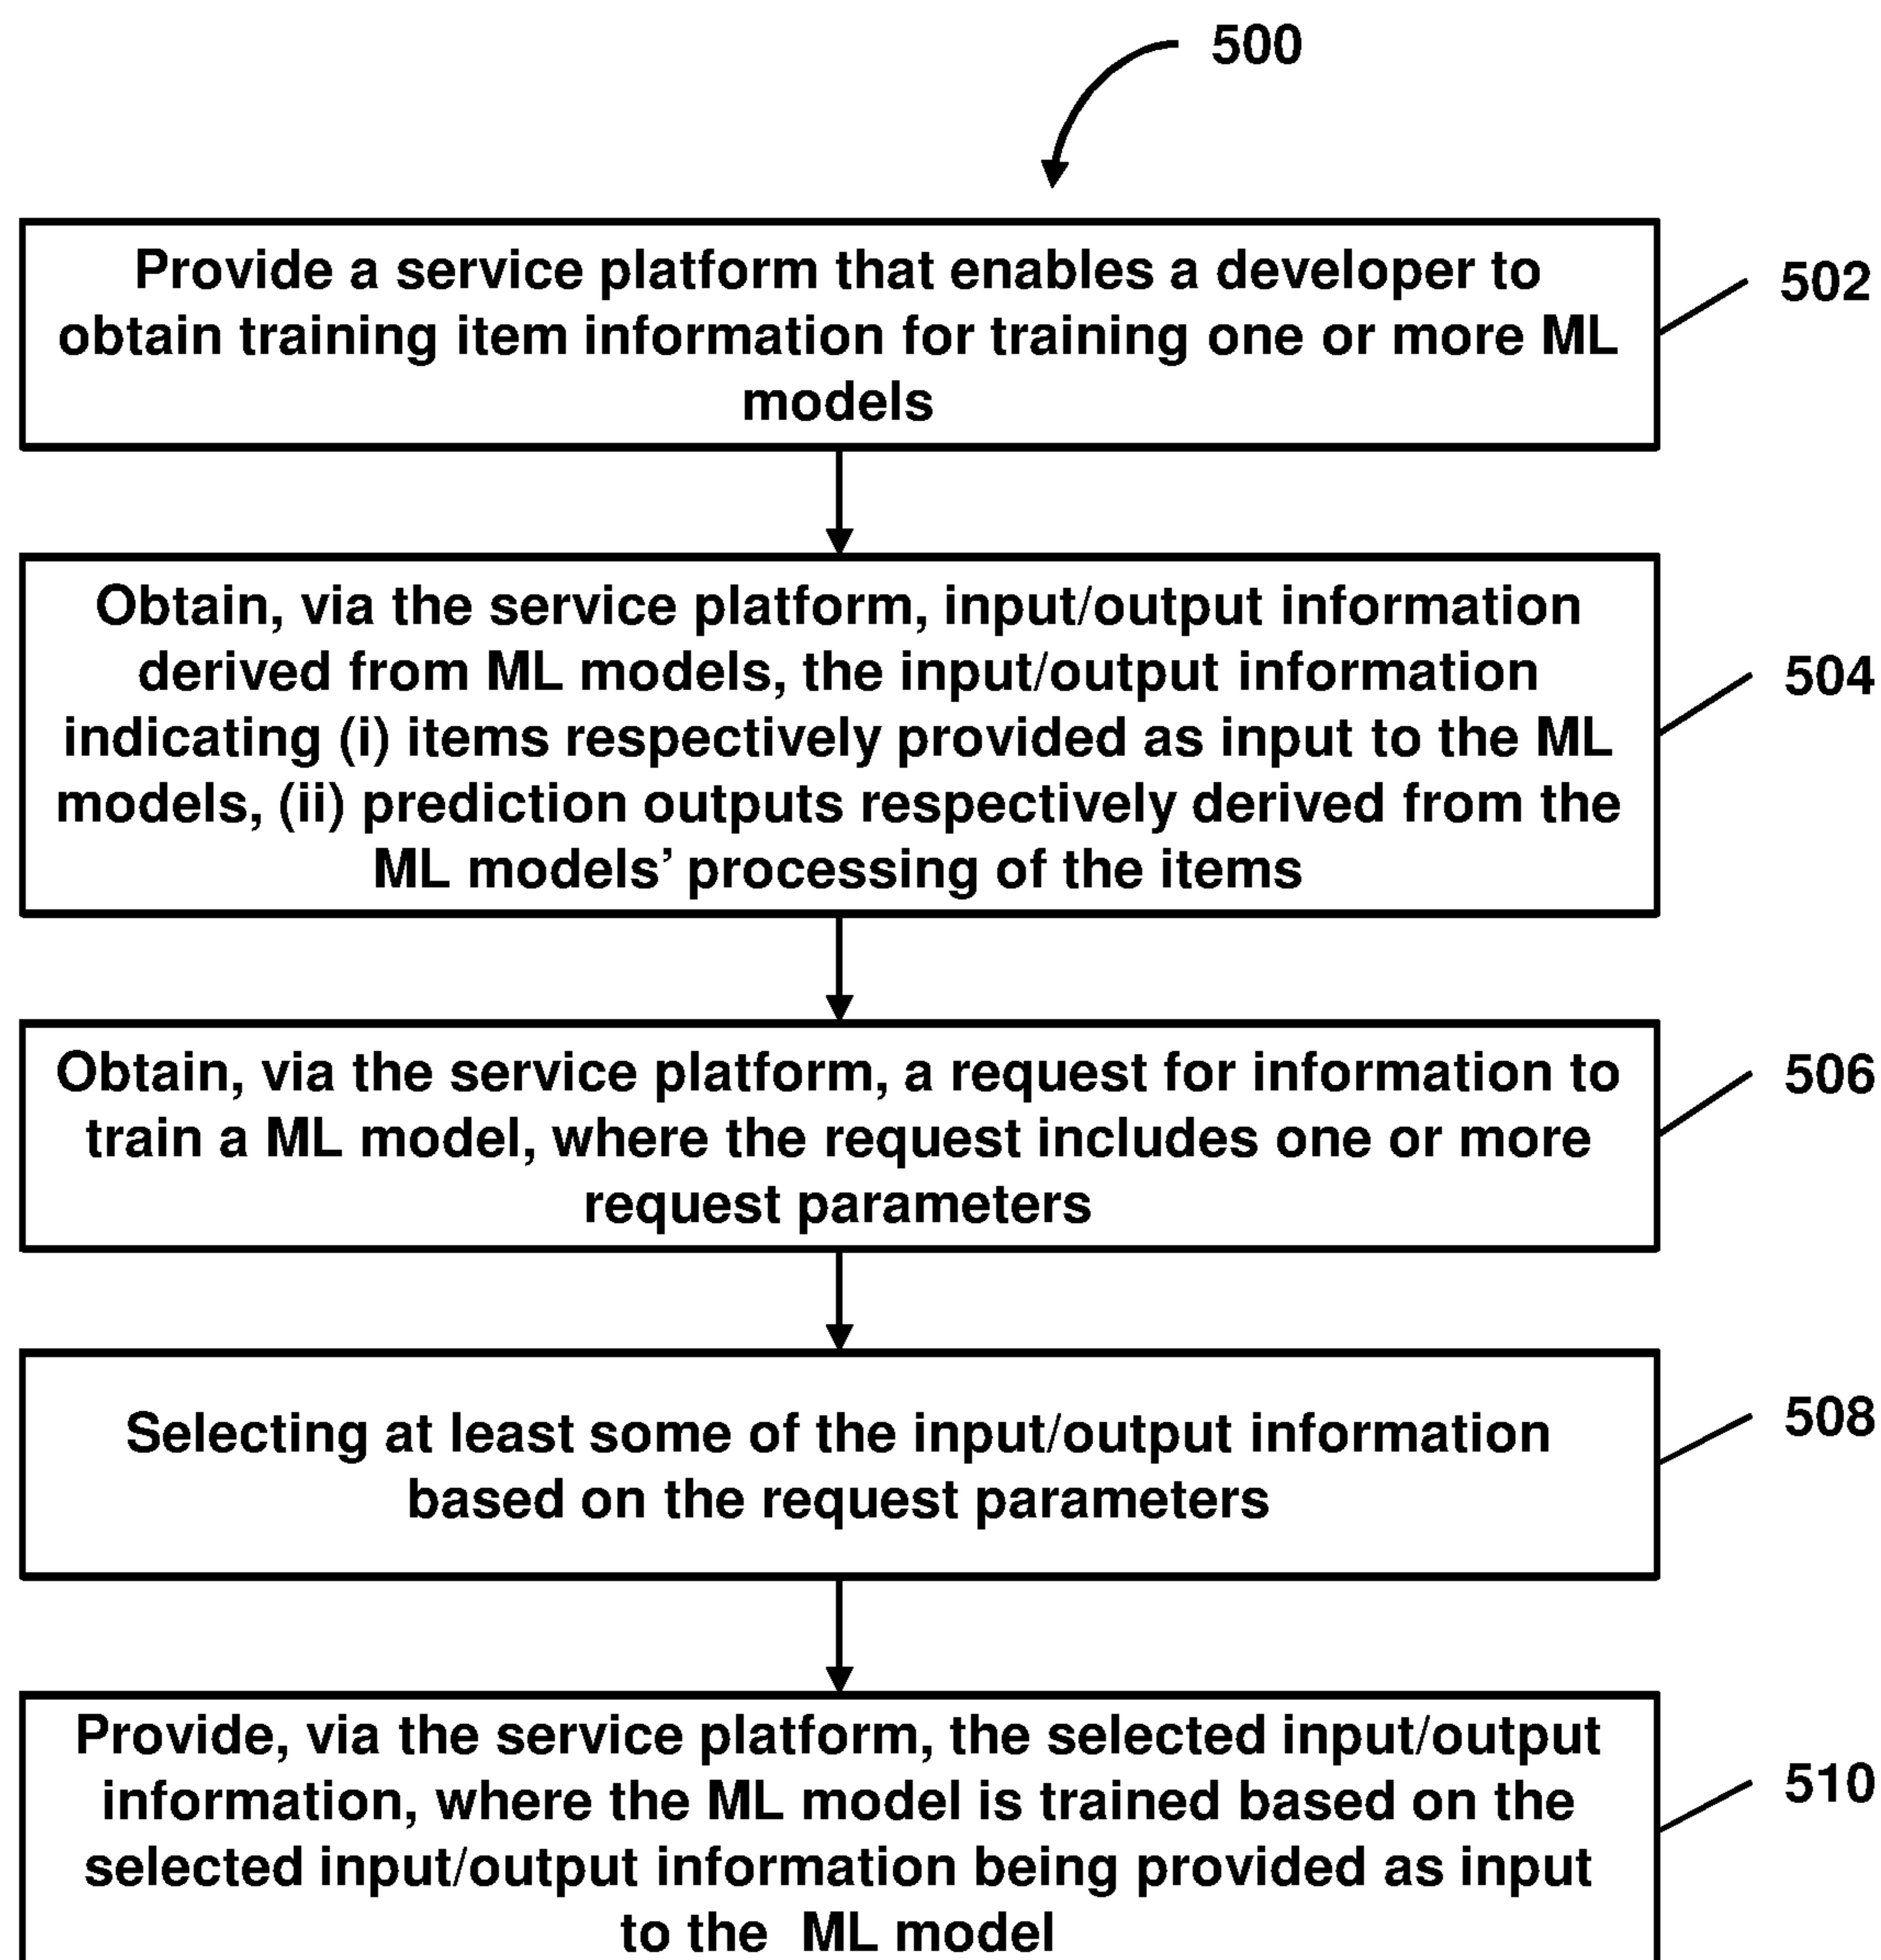 500
Provide a service platform that enables a developer to
obtain training item information for training one or more ML
models
502
Obtain, via the service platform, input/output information
derived from ML models, the input/output information
indicating (i) items respectively provided as input to the ML
models, (ii) prediction outputs respectively derived from the
ML models’ processing of the items
504
Obtain, via the service platform, a request for information to
train a ML model, where the request includes one or more
request parameters
506
Selecting at least some of the input/output information
based on the request parameters
508
Provide, via the service platform, the selected input/output
information, where the ML model is trained based on the
selected input/output information being provided as input
to the ML model
510